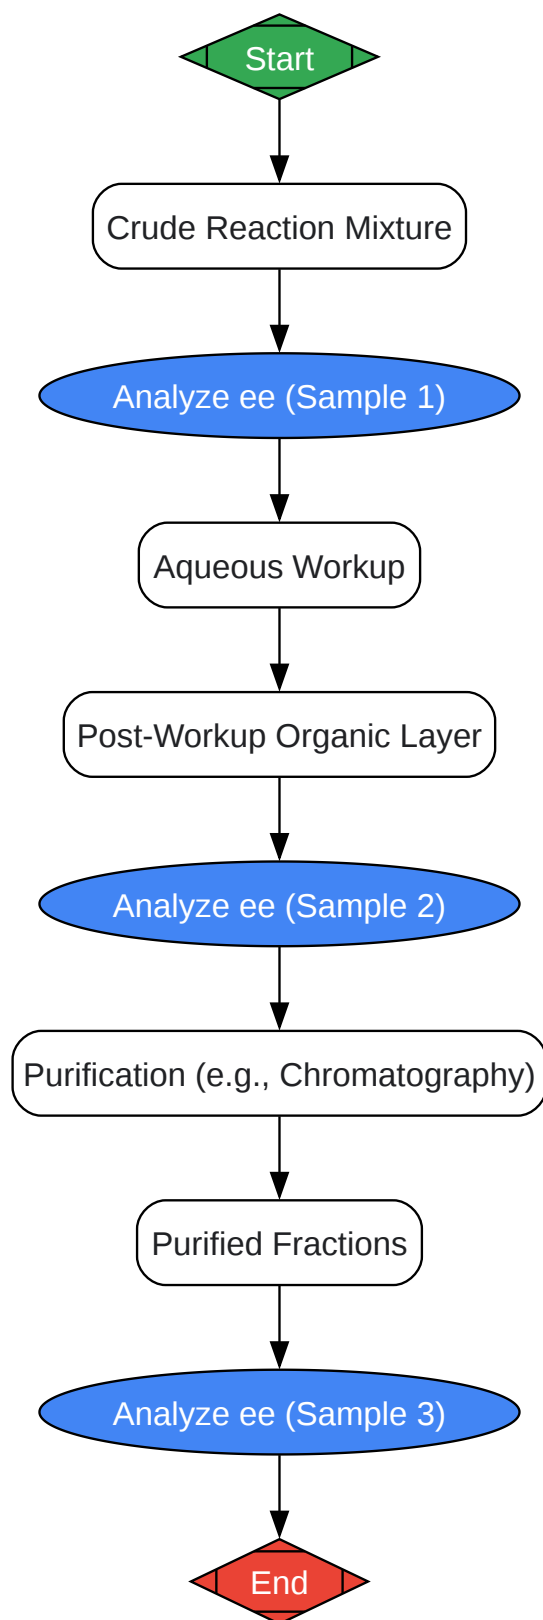 Start
Crude Reaction Mixture
Analyze ee (Sample 1)
Aqueous Workup
Post-Workup Organic Layer
Analyze ee (Sample 2)
Purification (e.g., Chromatography)
Purified Fractions
Analyze ee (Sample 3)
End